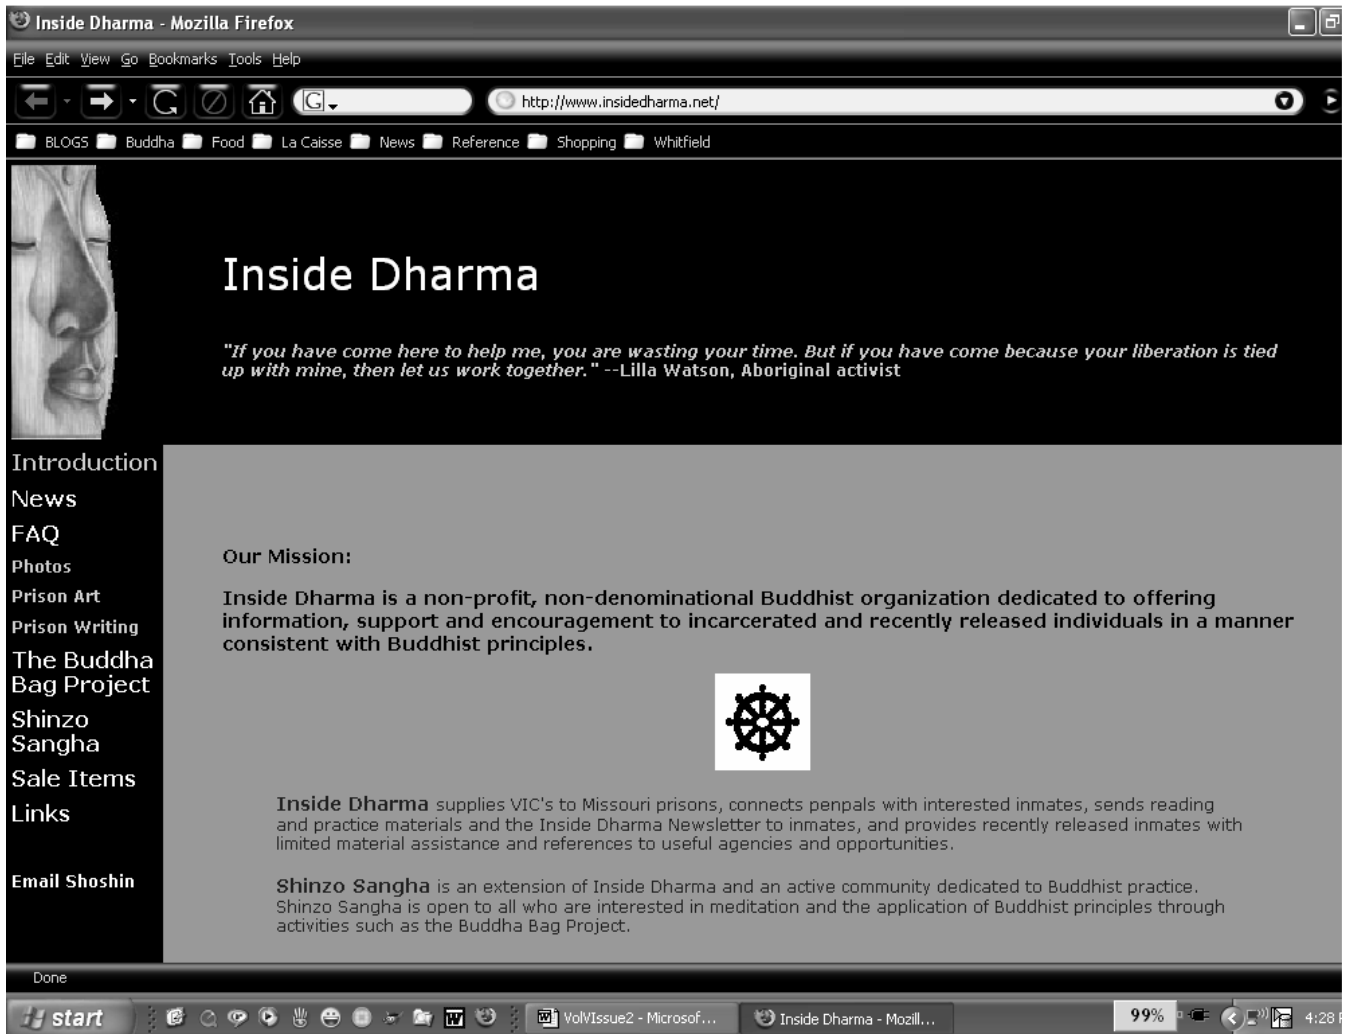 Inside Dharma - Mozilla Firefox
File Edit View Go Bookmarks Tools Help
G
http://www.insidedharma.net/
BLOGS Buddha Food La Caisse News Reference Shopping Whitfield
Inside Dharma
"If you have come here to help me, you are wasting your time. But if you have come because your liberation is tied
up with mine, then let us work together." --Lilla Watson, Aboriginal activist
Introduction
News
FAQ
Photos
Prison Art
Prison Writing
The Buddha
Bag Project
Shinzo
Sangha
Sale Items
Links
Email Shoshin
Our Mission:
Inside Dharma is a non-profit, non-denominational Buddhist organization dedicated to offering
information, support and encouragement to incarcerated and recently released individuals in a manner
consistent with Buddhist principles.
Inside Dharma supplies VIC's to Missouri prisons, connects penpals with interested inmates, sends reading
and practice materials and the Inside Dharma Newsletter to inmates, and provides recently released inmates with
limited material assistance and references to useful agencies and opportunities.
Shinzo Sangha is an extension of Inside Dharma and an active community dedicated to Buddhist practice.
Shinzo Sangha is open to all who are interested in meditation and the application of Buddhist principles through
activities such as the Buddha Bag Project.
Done
start W VolVIssue2 - Microsof... Inside Dharma - Mozill... 99% 4:28